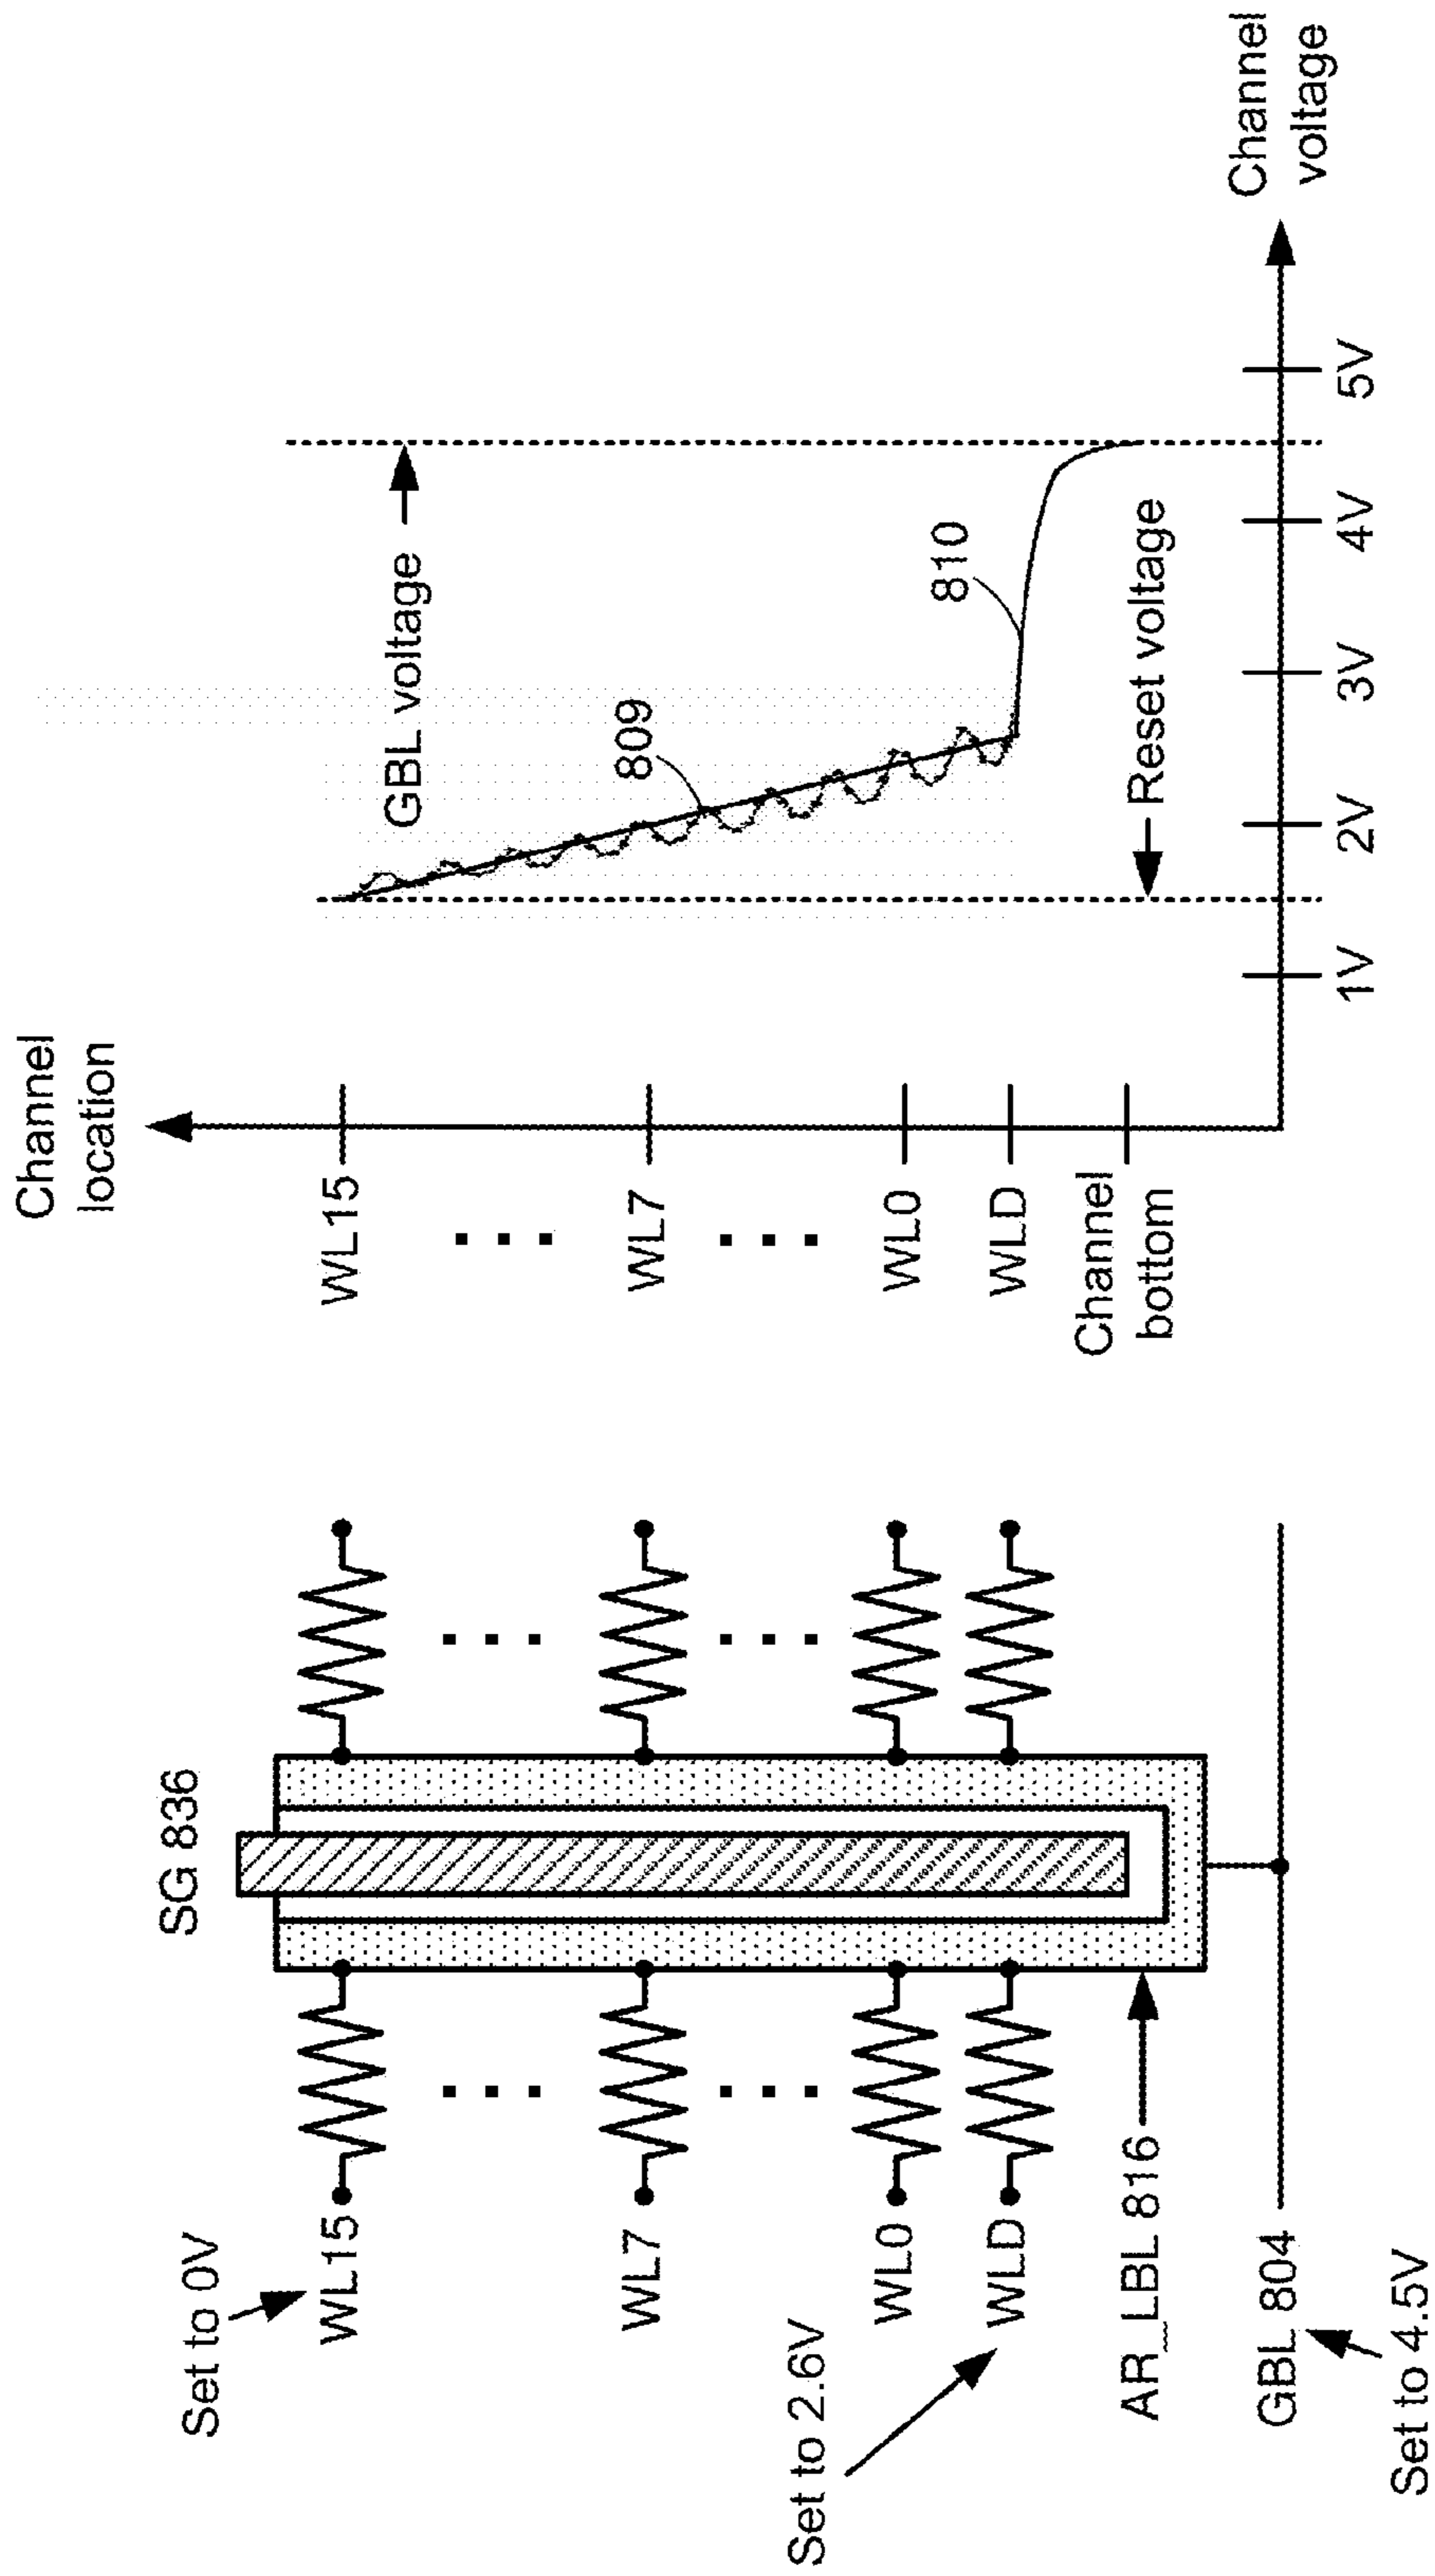 SG 836
Set to 0V
WL15
WL7
WL0
Set to 2.6V
WLD
AR_LBL 816
GBL 804
Set to 4.5V
Channel
location
WL15
WL7
WL0
WLD
Channel
bottom
GBL voltage
809
810
Reset voltage
1V
2V
3V
4V
5V
Channel
voltage